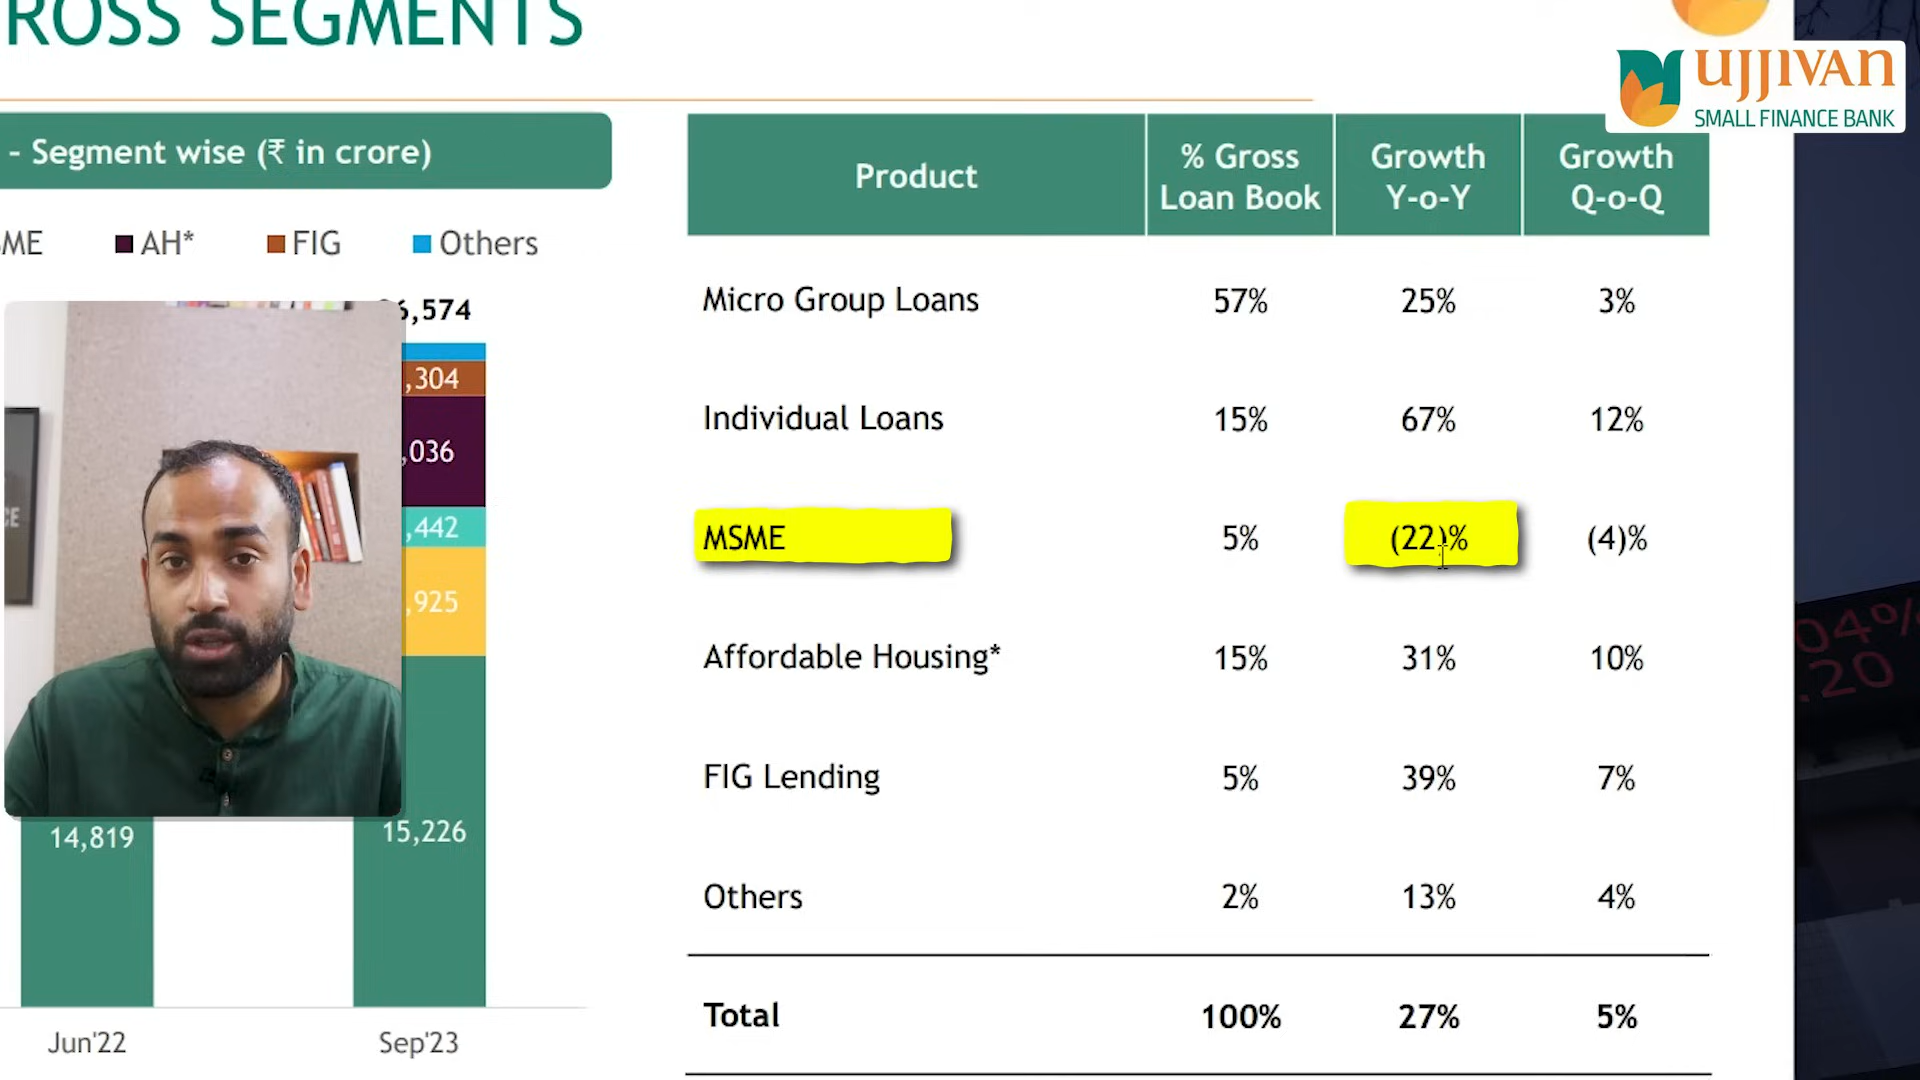 ROSS SEGMENTS
UJJIVAN
SMALL FINANCE BANK
– Segment wise (₹ in crore)
ME
AH*
FIG
Others
6,574
,304
,036
,442
,925
14,819
15,226
Jun'22
Sep'23
Product
% Gross Loan Book
Growth Y-o-Y
Growth Q-o-Q
Micro Group Loans 57% 25% 3%
Individual Loans 15% 67% 12%
MSME 5% (22)% (4)%
Affordable Housing* 15% 31% 10%
FIG Lending 5% 39% 7%
Others 2% 13% 4%
Total 100% 27% 5%
04%
.20